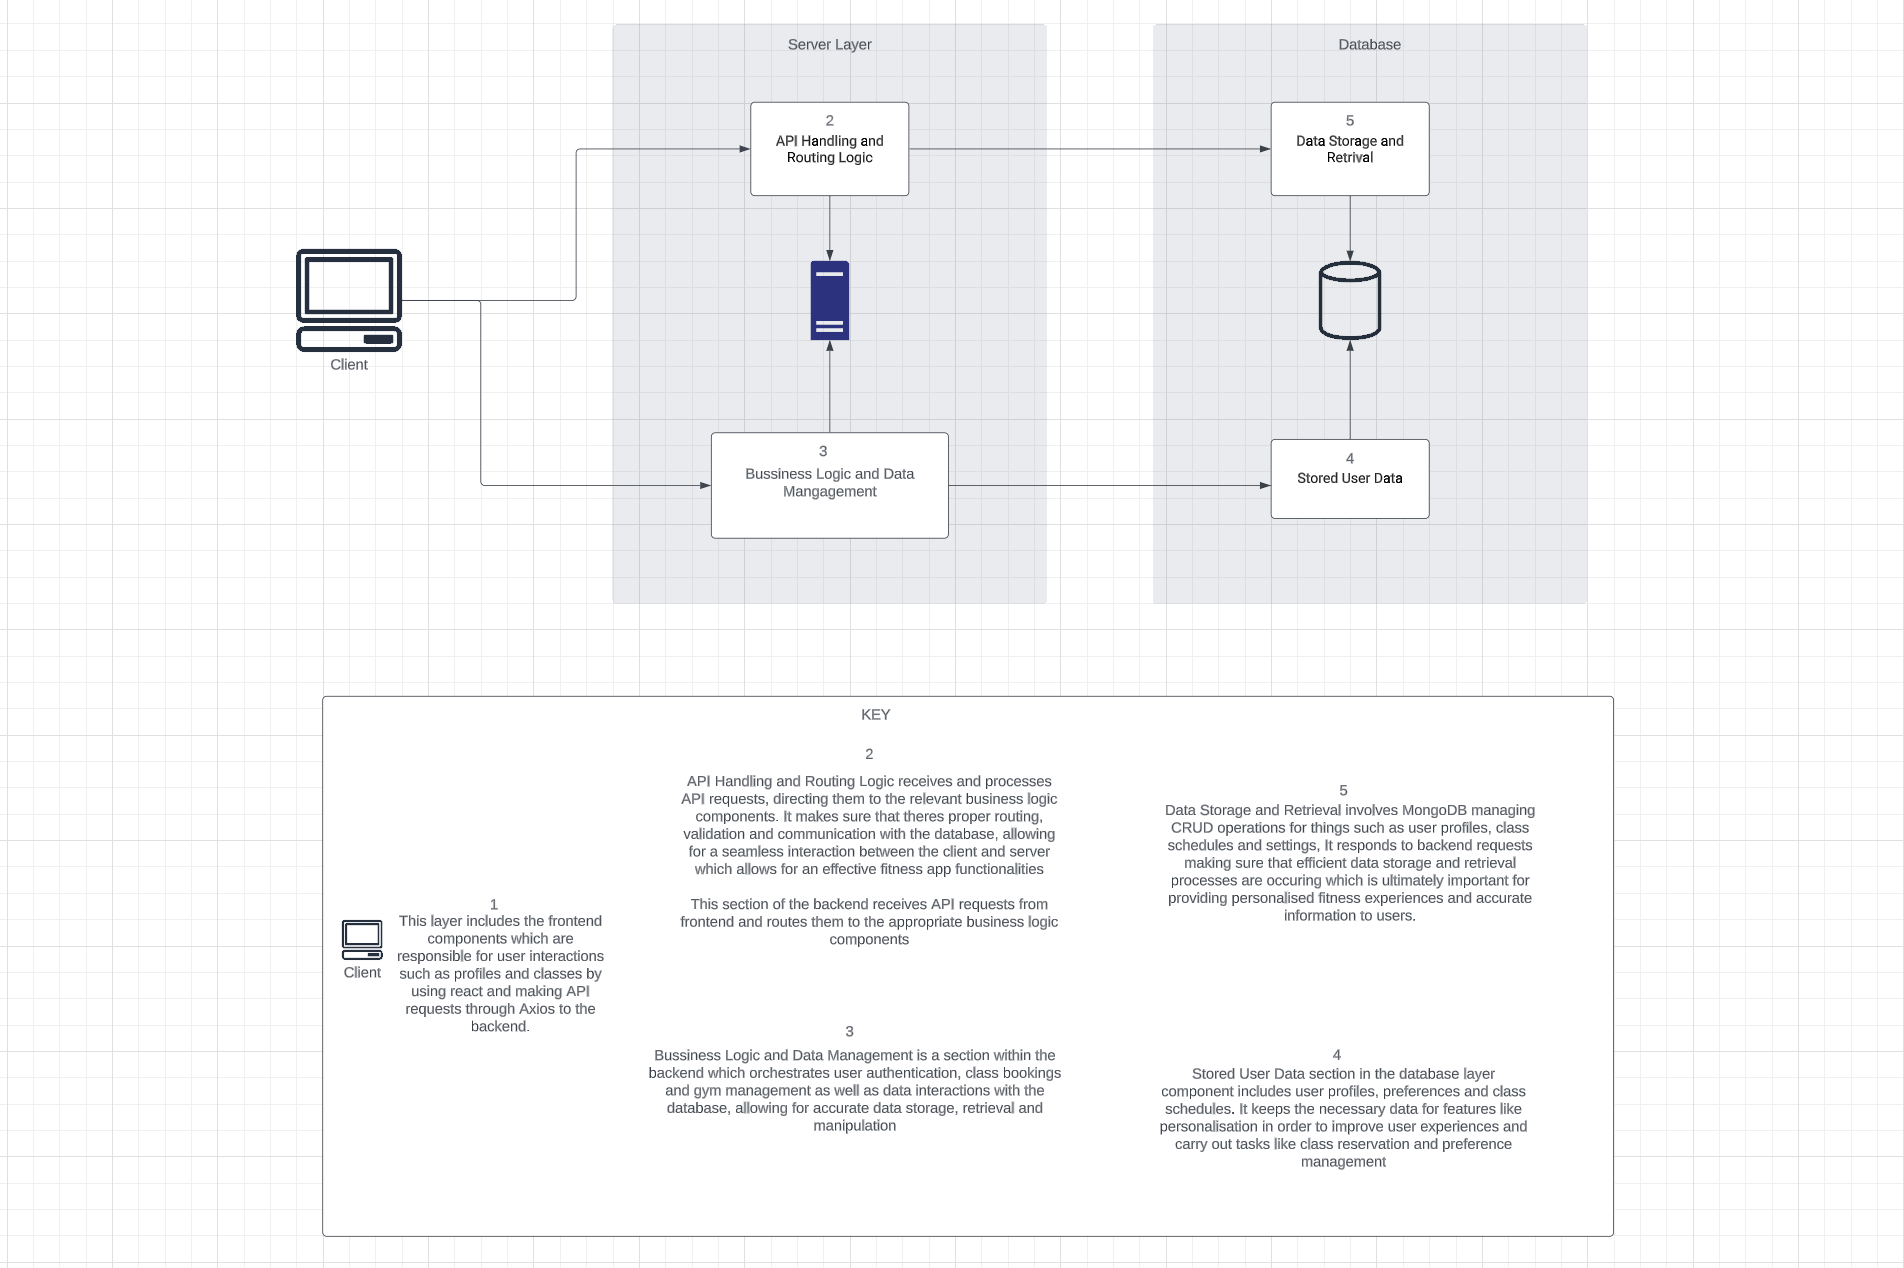 Server Layer
Database
2
API Handling and
Routing Logic
5
Data Storage and
Retrival
Client
3
Bussiness Logic and Data
Mangagement
4
Stored User Data
KEY
1
This layer includes the frontend
components which are
responsible for user interactions
such as profiles and classes by
using react and making API
requests through Axios to the
backend.
Client
2
API Handling and Routing Logic receives and processes
API requests, directing them to the relevant business logic
components. It makes sure that theres proper routing,
validation and communication with the database, allowing
for a seamless interaction between the client and server
which allows for an effective fitness app functionalities
This section of the backend receives API requests from
frontend and routes them to the appropriate business logic
components
3
Bussiness Logic and Data Management is a section within the
backend which orchestrates user authentication, class bookings
and gym management as well as data interactions with the
database, allowing for accurate data storage, retrieval and
manipulation
5
Data Storage and Retrieval involves MongoDB managing
CRUD operations for things such as user profiles, class
schedules and settings, It responds to backend requests
making sure that efficient data storage and retrieval
processes are occuring which is ultimately important for
providing personalised fitness experiences and accurate
information to users.
4
Stored User Data section in the database layer
component includes user profiles, preferences and class
schedules. It keeps the necessary data for features like
personalisation in order to improve user experiences and
carry out tasks like class reservation and preference
management